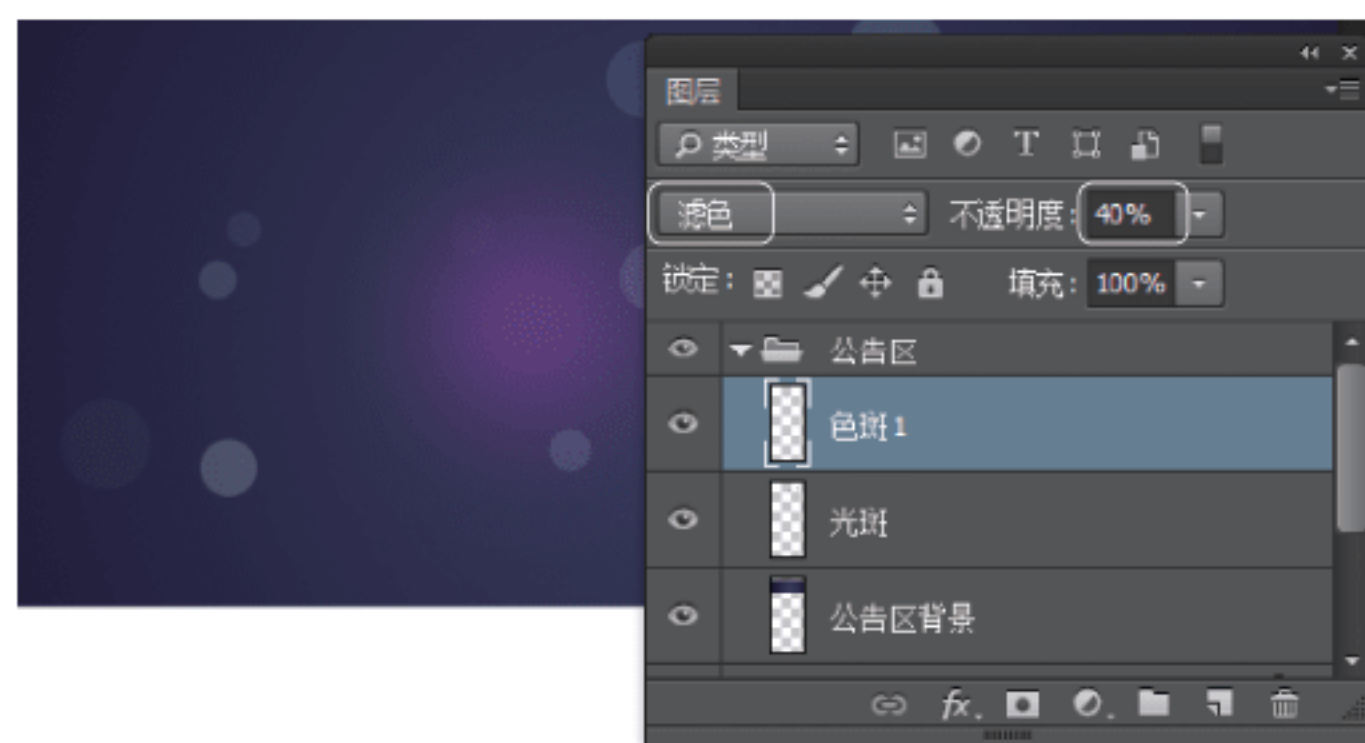 图层
类型
滤色 不透明度: 40%
锁定: 填充: 100%
公告区
色斑 1
光斑
公告区背景
fx.